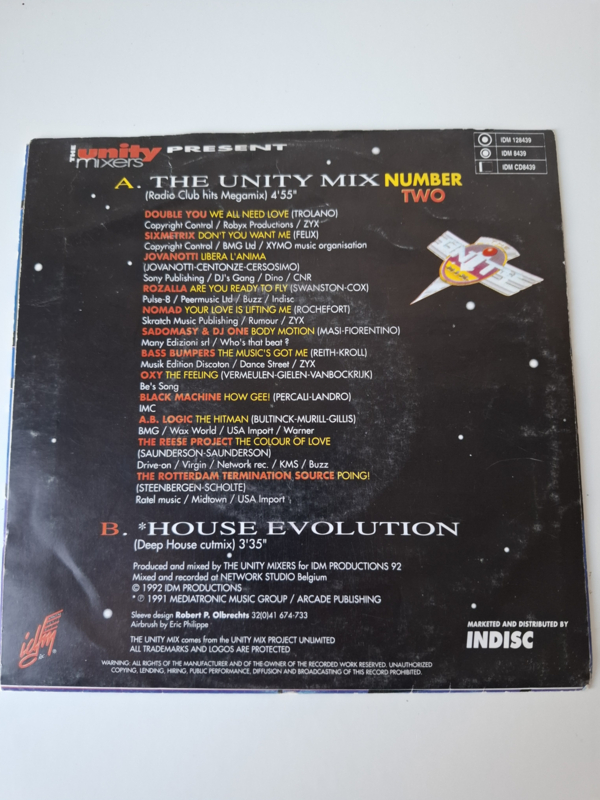 THE unity mixers PRESENT
IDM 128439
IDM 8439
IDM CD8439
A. THE UNITY MIX NUMBER TWO
(Radio Club hits Megamix) 4'55"
DOUBLE YOU WE ALL NEED LOVE (TROLANO)
Copyright Control / Robyx Productions / ZYX
SIXMETRIX DON'T YOU WANT ME (FELIX)
Copyright Control / BMG Ltd / XYMO music organisation
JOVANOTTI LIBERA L'ANIMA
(JOVANOTTI-CENTONZE-CERSOSIMO)
Sony Publishing / DJ's Gang / Dino / CNR
ROZALLA ARE YOU READY TO FLY (SWANSTON-COX)
Pulse-8 / Peermusic Ltd / Buzz / Indisc
NOMAD YOUR LOVE IS LIFTING ME (ROCHEFORT)
Skratch Music Publishing / Rumour / ZYX
SADOMASY & DJ ONE BODY MOTION (MASI-FIORENTINO)
Many Edizioni srl / Who's that beat ?
BASS BUMPERS THE MUSIC'S GOT ME (REITH-KROLL)
Musik Edition Discoton / Dance Street / ZYX
OXY THE FEELING (VERMEULEN-GIELEN-VANBOCKRIJK)
Be's Song
BLACK MACHINE HOW GEE! (PERCALI-LANDRO)
IMC
A.B. LOGIC THE HITMAN (BULTINCK-MURILL-GILLIS)
BMG / Wax World / USA Import / Warner
THE REESE PROJECT THE COLOUR OF LOVE
(SAUNDERSON-SAUNDERSON)
Drive-on / Virgin / Network rec. / KMS / Buzz
THE ROTTERDAM TERMINATION SOURCE POING!
(STEENBERGEN-SCHOLTE)
Ratel music / Midtown / USA Import
B. *HOUSE EVOLUTION
(Deep House cutmix) 3'35"
Produced and mixed by THE UNITY MIXERS for IDM PRODUCTIONS 92
Mixed and recorded at NETWORK STUDIO Belgium
© 1992 IDM PRODUCTIONS
* ℗ 1991 MEDIATRONIC MUSIC GROUP / ARCADE PUBLISHING
Sleeve design Robert P. Olbrechts 32(0)41 674-733
Airbrush by Eric Philippe
THE UNITY MIX comes from the UNITY MIX PROJECT UNLIMITED
ALL TRADEMARKS AND LOGOS ARE PROTECTED
MARKETED AND DISTRIBUTED BY
INDISC
WARNING: ALL RIGHTS OF THE MANUFACTURER AND OF THE OWNER OF THE RECORDED WORK RESERVED. UNAUTHORIZED
COPYING, LENDING, HIRING, PUBLIC PERFORMANCE, DIFFUSION AND BROADCASTING OF THIS RECORD PROHIBITED.